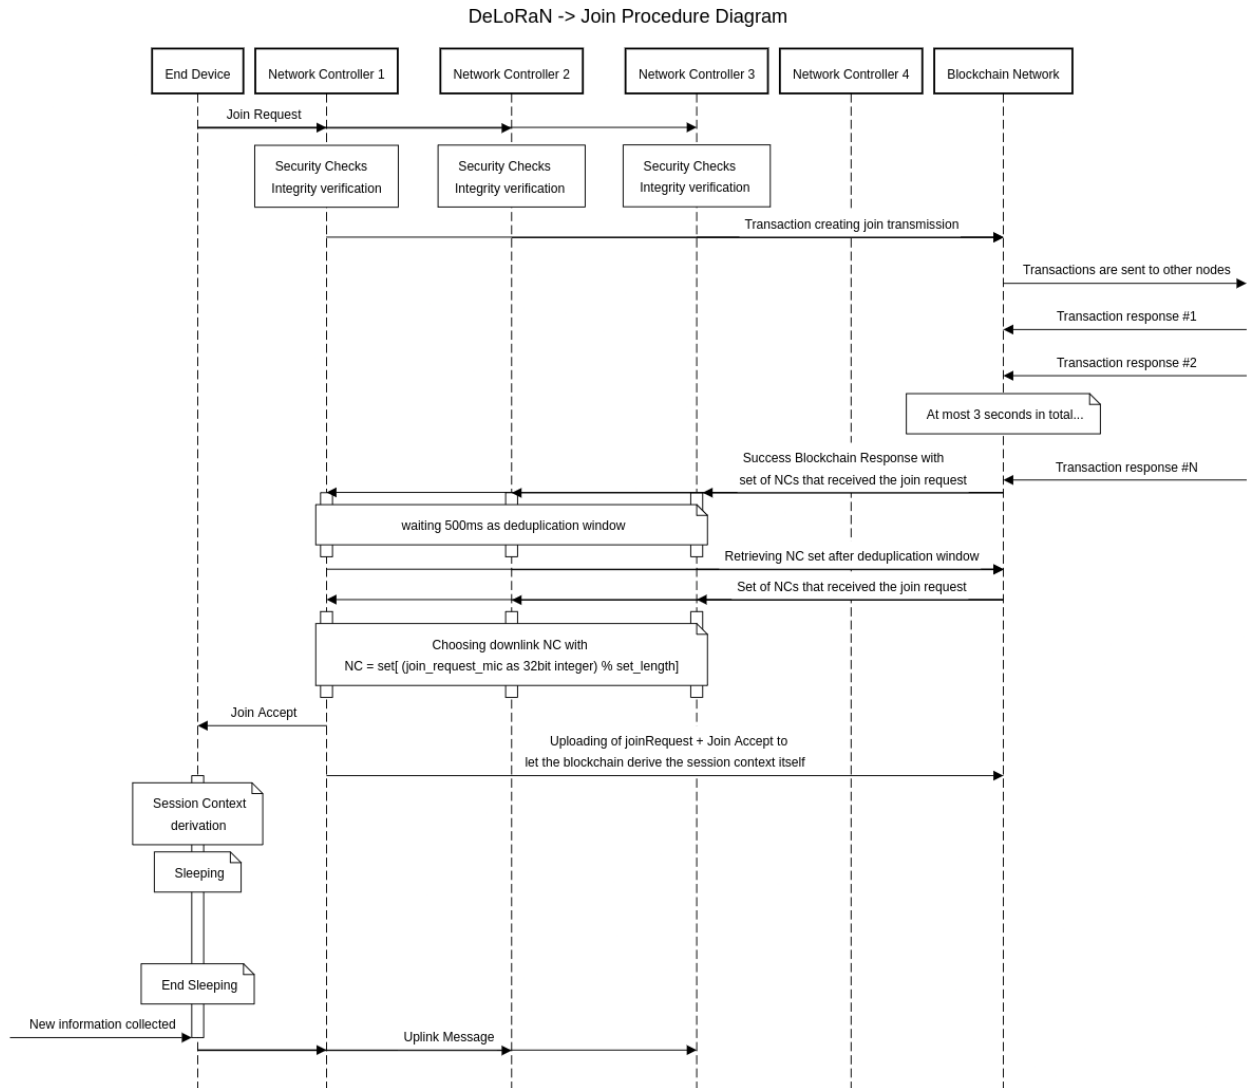 DeLoRaN -> Join Procedure Diagram
End Device
Network Controller 1
Network Controller 2
Network Controller 3
Network Controller 4
Blockchain Network
Join Request
Security Checks
Integrity verification
Security Checks
Integrity verification
Security Checks
Integrity verification
Transaction creating join transmission
Transactions are sent to other nodes
Transaction response #1
Transaction response #2
At most 3 seconds in total...
Success Blockchain Response with
set of NCs that received the join request
Transaction response #N
waiting 500ms as deduplication window
Retrieving NC set after deduplication window
Set of NCs that received the join request
Choosing downlink NC with
NC = set[ (join_request_mic as 32bit integer) % set_length]
Join Accept
Uploading of joinRequest + Join Accept to
let the blockchain derive the session context itself
Session Context
derivation
Sleeping
End Sleeping
New information collected
Uplink Message